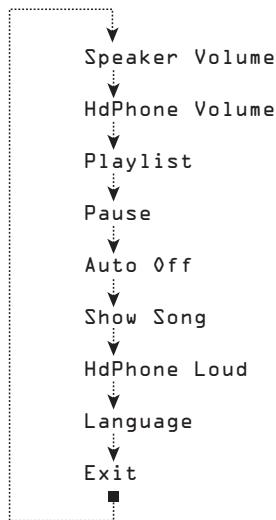 Speaker Volume
HdPhone Volume
Playlist
Pause
Auto Off
Show Song
HdPhone Loud
Language
Exit